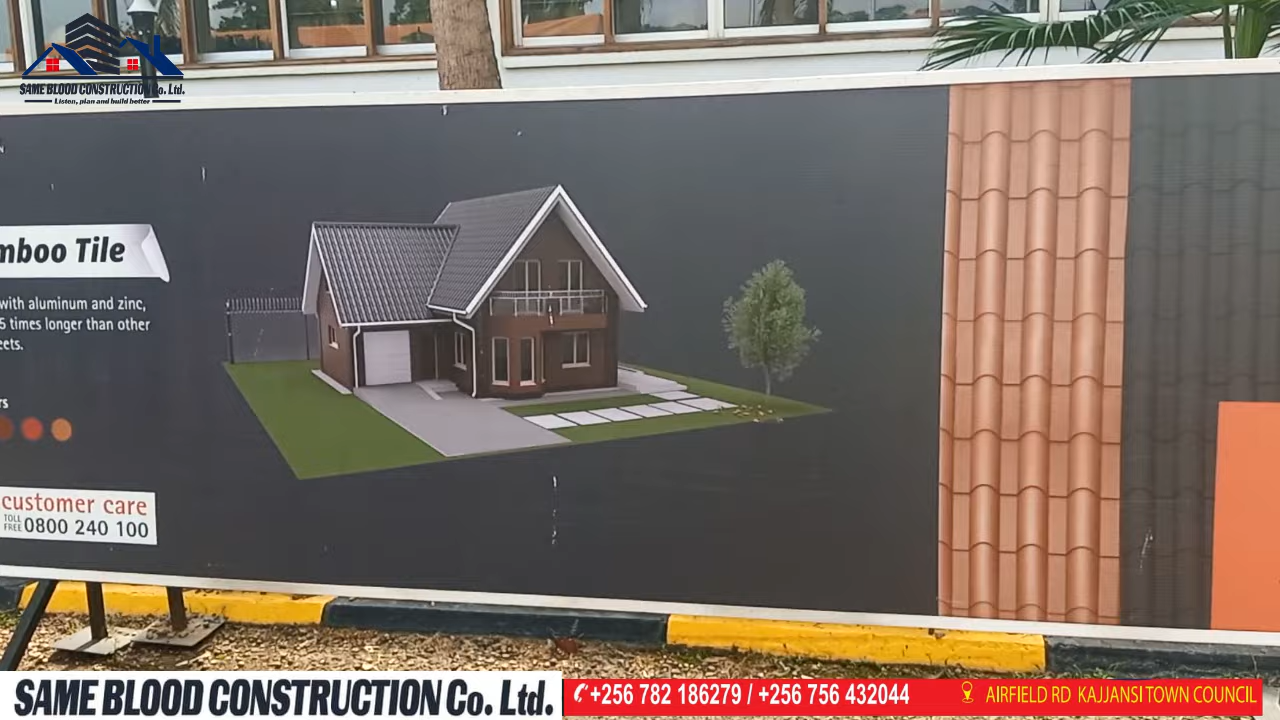 SAME BLOOD CONSTRUCTION Co. Ltd.
Listen, plan and build better
mboo Tile
with aluminum and zinc,
5 times longer than other
eets.
rs
customer care
TOLL FREE 0800 240 100
SAME BLOOD CONSTRUCTION Co. Ltd.
+256 782 186279 / +256 756 432044
AIRFIELD RD KAJJANSI TOWN COUNCIL